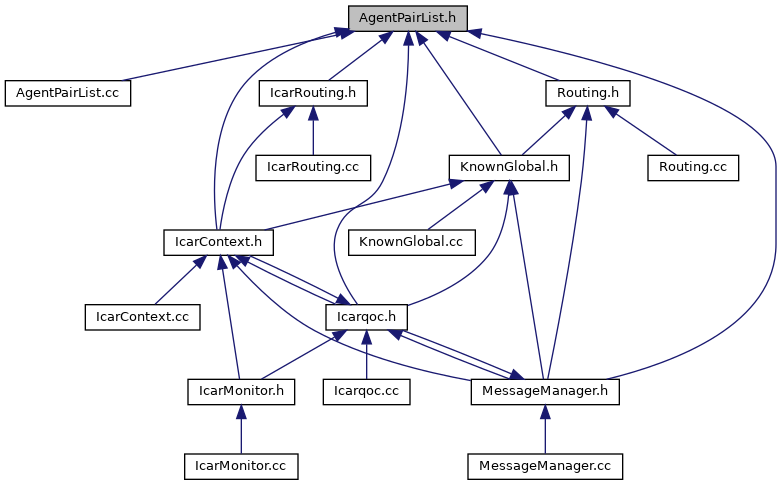 AgentPairList.h
AgentPairList.cc
IcarRouting.h
Routing.h
IcarRouting.cc
KnownGlobal.h
Routing.cc
IcarContext.h
KnownGlobal.cc
IcarContext.cc
Icarqoc.h
IcarMonitor.h
Icarqoc.cc
MessageManager.h
IcarMonitor.cc
MessageManager.cc